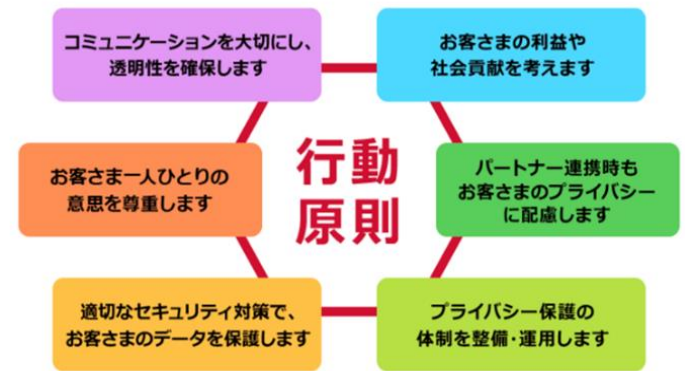 コミュニケーションを大切にし、
透明性を確保します
お客さまの利益や
社会貢献を考えます
お客さま一人ひとりの
意思を尊重します
行動
原則
パートナー連携時も
お客さまのプライバシー
に配慮します
適切なセキュリティ対策で、
お客さまのデータを保護します
プライバシー保護の
体制を整備・運用します